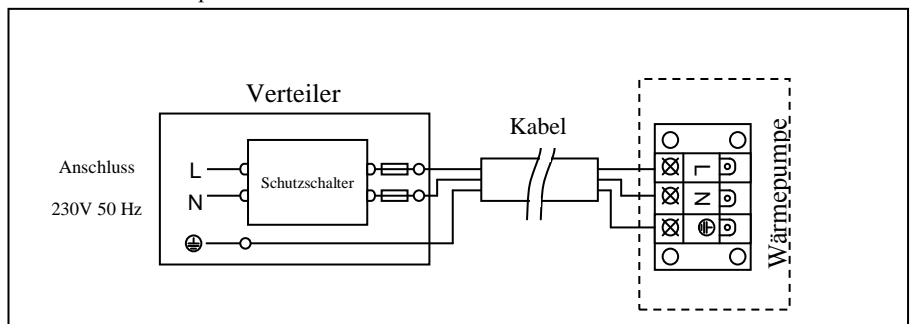 Verteiler
Kabel
Anschluss
230V 50 Hz
L
N
Schutzschalter
L
N
Wärmepumpe